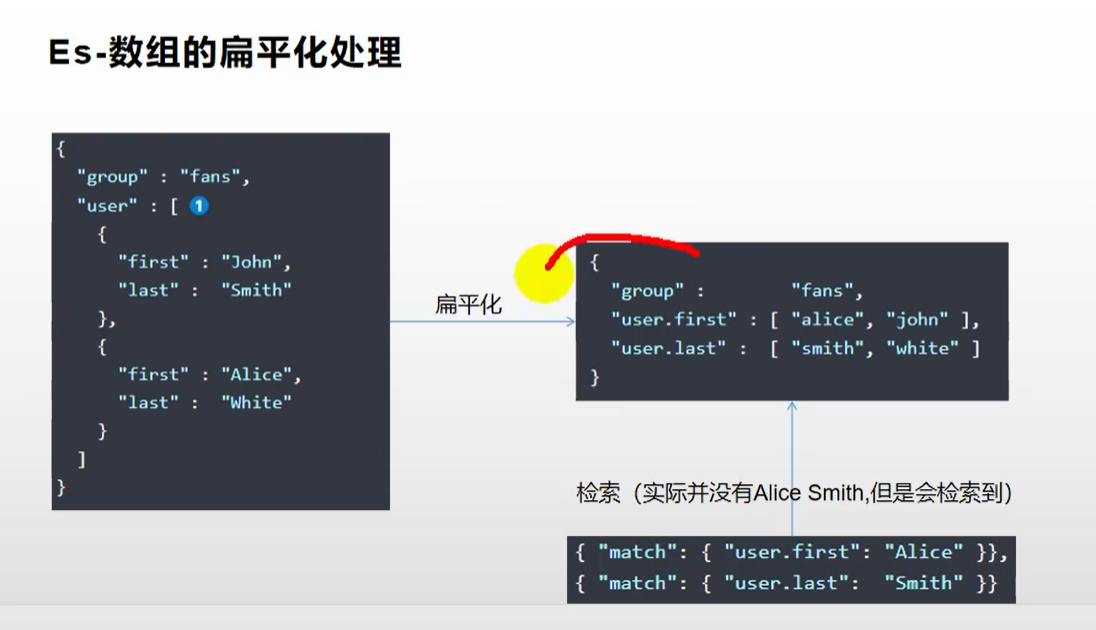 Es-数组的扁平化处理
{
"group" : "fans",
"user" : [ 1
{
"first" : "John",
"last" :  "Smith"
},
{
"first" : "Alice",
"last" :  "White"
}
]
}
扁平化
{
"group" :        "fans",
"user.first" : [ "alice", "john" ],
"user.last" :  [ "smith", "white" ]
}
检索（实际并没有Alice Smith,但是会检索到）
{ "match": { "user.first": "Alice" }},
{ "match": { "user.last":  "Smith" }}